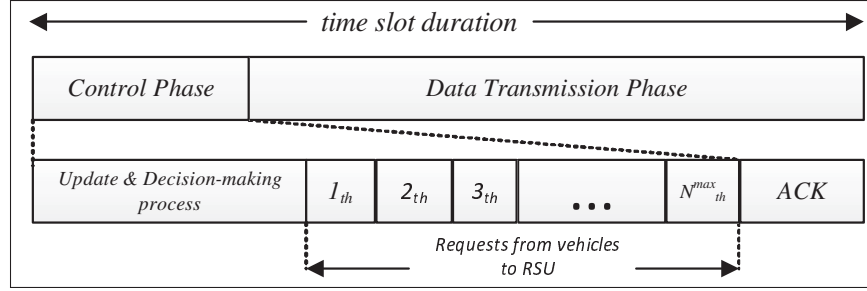 time slot duration
Control Phase
Data Transmission Phase
Update & Decision-making
process
1th
2th
3th
...
N^max_th
ACK
Requests from vehicles
to RSU